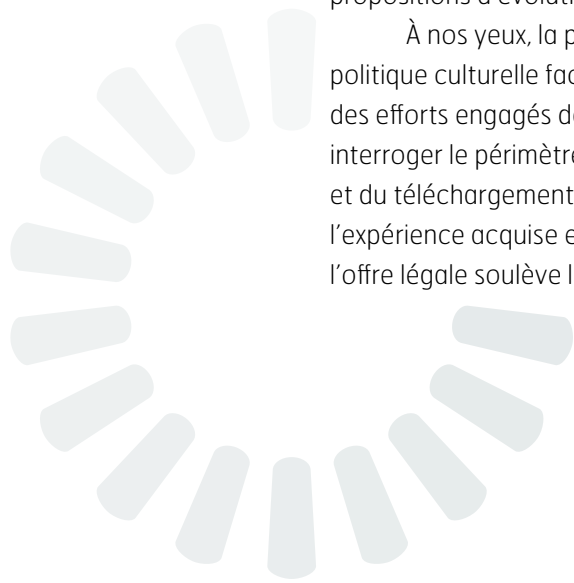 propositions d'évoluti
À nos yeux, la p
politique culturelle fac
des efforts engagés d
interroger le périmètre
et du téléchargement
l'expérience acquise e
l'offre légale soulève l